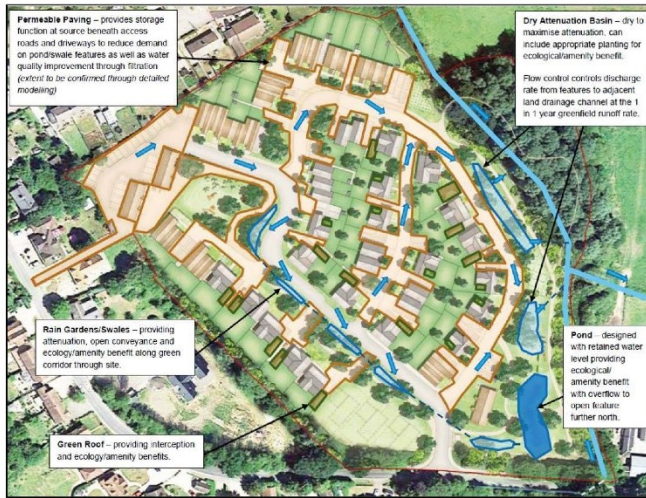 Permeable Paving – provides storage
function at source beneath access
roads and driveways to reduce demand
on pond/swale features as well as water
quality improvement through filtration
(extent to be confirmed through detailed
modelling)
Dry Attenuation Basin – dry to
maximise attenuation, can
include appropriate planting for
ecological/amenity benefit.
Flow control controls discharge
rate from features to adjacent
land drainage channel at the 1
in 1 year greenfield runoff rate.
Rain Gardens/Swales – providing
attenuation, open conveyance and
ecology/amenity benefit along green
corridor through site.
Pond – designed
with retained water
level providing
ecological/
amenity benefit
with overflow to
open feature
further north.
Green Roof – providing interception
and ecology/amenity benefits.